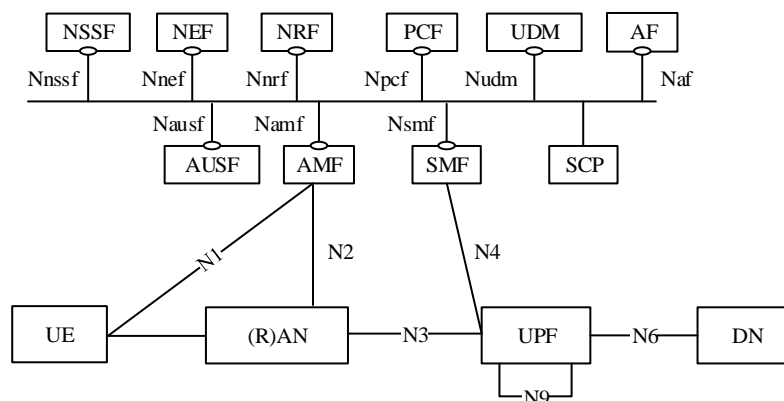 NSSF NEF NRF PCF UDM AF
Nnssf Nnef Nnrf Npcf Nudm Naf
Nausf Namf Nsmf
AUSF AMF SMF SCP
N1 N2 N4
UE (R)AN N3 UPF N6 DN
N9